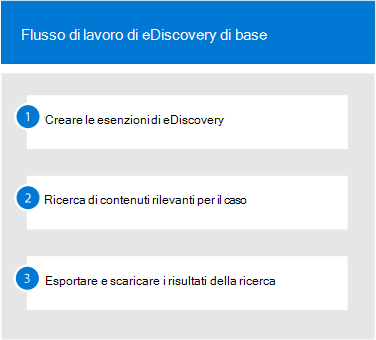 Flusso di lavoro di eDiscovery di base
1 Creare le esenzioni di eDiscovery
2 Ricerca di contenuti rilevanti per il caso
3 Esportare e scaricare i risultati della ricerca